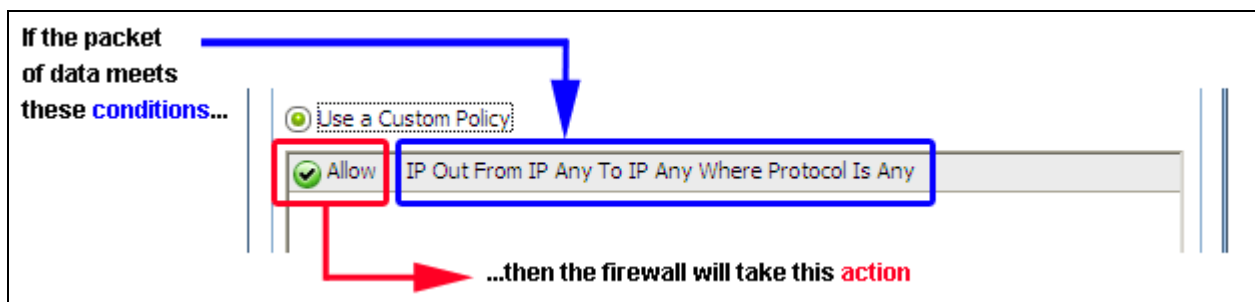 If the packet
of data meets
these conditions...
Use a Custom Policy
Allow IP Out From IP Any To IP Any Where Protocol Is Any
...then the firewall will take this action